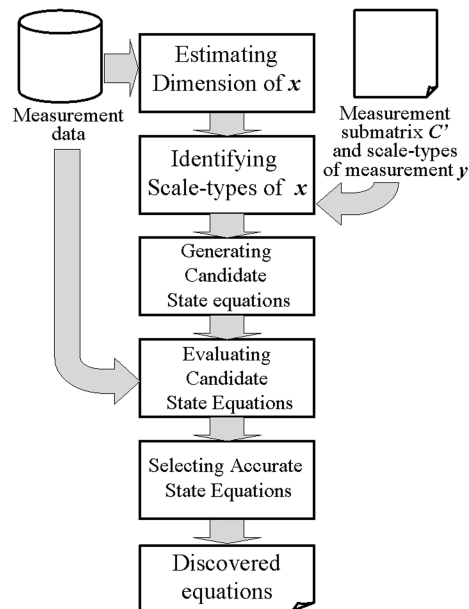 Estimating
Dimension of x
Measurement
data
Measurement
submatrix C'
and scale-types
of measurement y
Identifying
Scale-types of x
Generating
Candidate
State equations
Evaluating
Candidate
State Equations
Selecting Accurate
State Equations
Discovered
equations